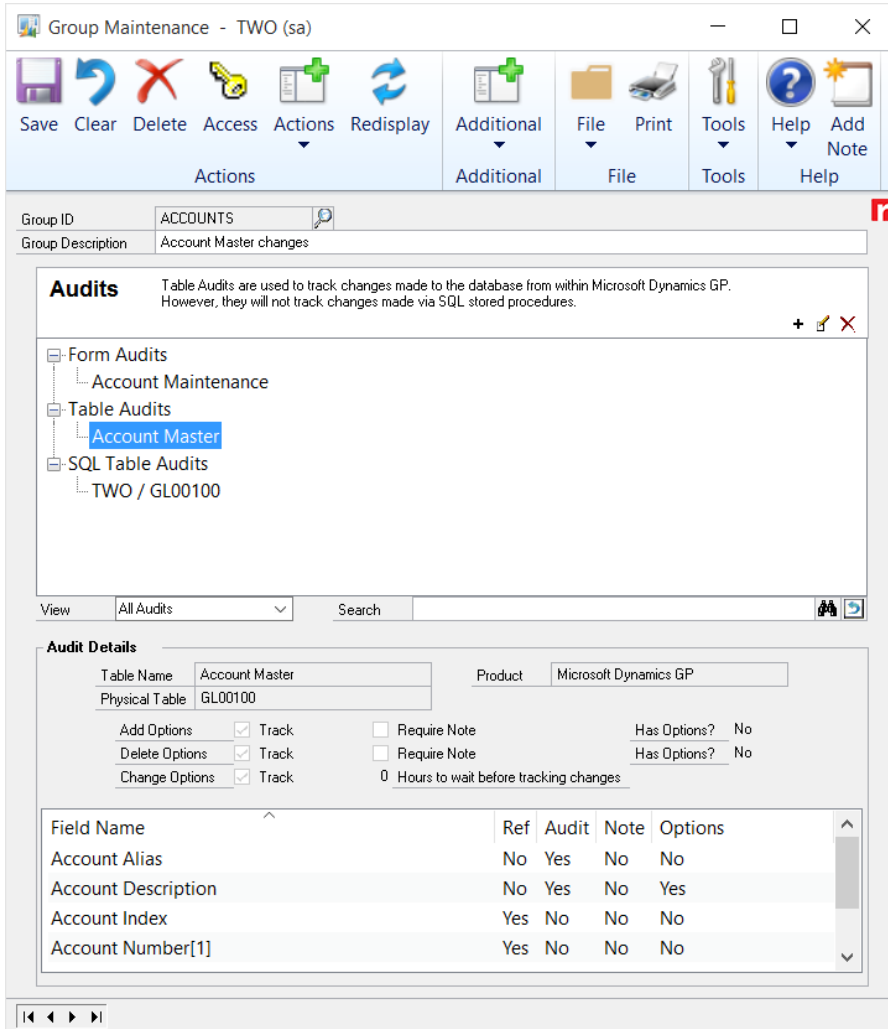 Group Maintenance - TWO (sa)
Save Clear Delete Access Actions Redisplay Additional File Print Tools Help Add Note
Actions Additional File Tools Help
Group ID ACCOUNTS
Group Description Account Master changes
Audits Table Audits are used to track changes made to the database from within Microsoft Dynamics GP.
However, they will not track changes made via SQL stored procedures.
Form Audits
Account Maintenance
Table Audits
Account Master
SQL Table Audits
TWO / GL00100
View All Audits Search
Audit Details
Table Name Account Master Product Microsoft Dynamics GP
Physical Table GL00100
Add Options Track Require Note Has Options? No
Delete Options Track Require Note Has Options? No
Change Options Track 0 Hours to wait before tracking changes
Field Name Ref Audit Note Options
Account Alias No Yes No No
Account Description No Yes No Yes
Account Index Yes No No No
Account Number[1] Yes No No No